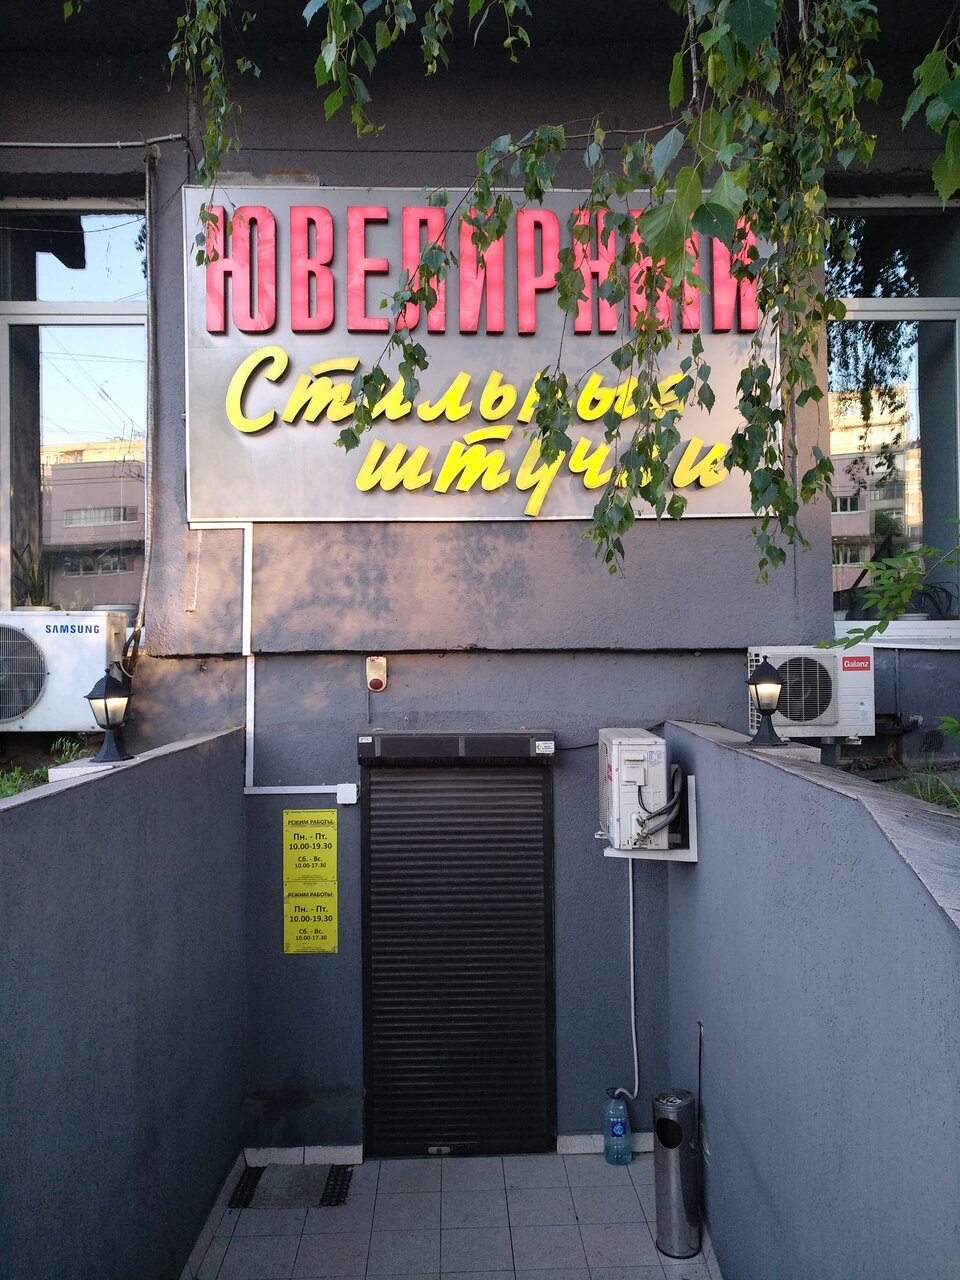 ЮВЕЛИРНЫЙ
Стильные
штучки
SAMSUNG
Galanz
РЕЖИМ РАБОТЫ:
Пн. - Пт.
10.00-19.30
Сб. - Вс.
10.00-17.30
РЕЖИМ РАБОТЫ:
Пн. - Пт.
10.00-19.30
Сб. - Вс.
10.00-17.30